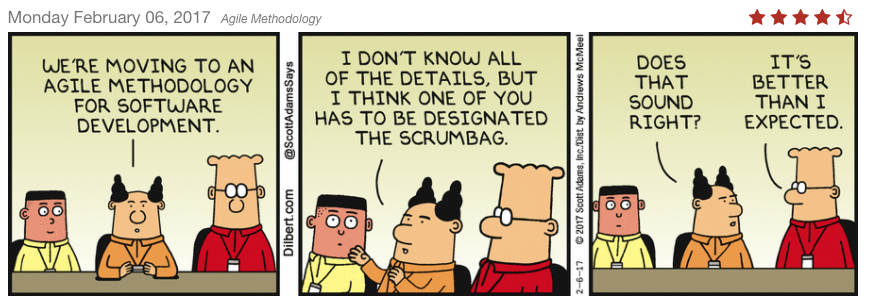 Monday February 06, 2017 Agile Methodology
WE'RE MOVING TO AN
AGILE METHODOLOGY
FOR SOFTWARE
DEVELOPMENT.
Dilbert.com @ScottAdamsSays
I DON'T KNOW ALL
OF THE DETAILS, BUT
I THINK ONE OF YOU
HAS TO BE DESIGNATED
THE SCRUMBAG.
2-6-17 © 2017 Scott Adams, Inc./Dist. by Andrews McMeel
DOES
THAT
SOUND
RIGHT?
IT'S
BETTER
THAN I
EXPECTED.